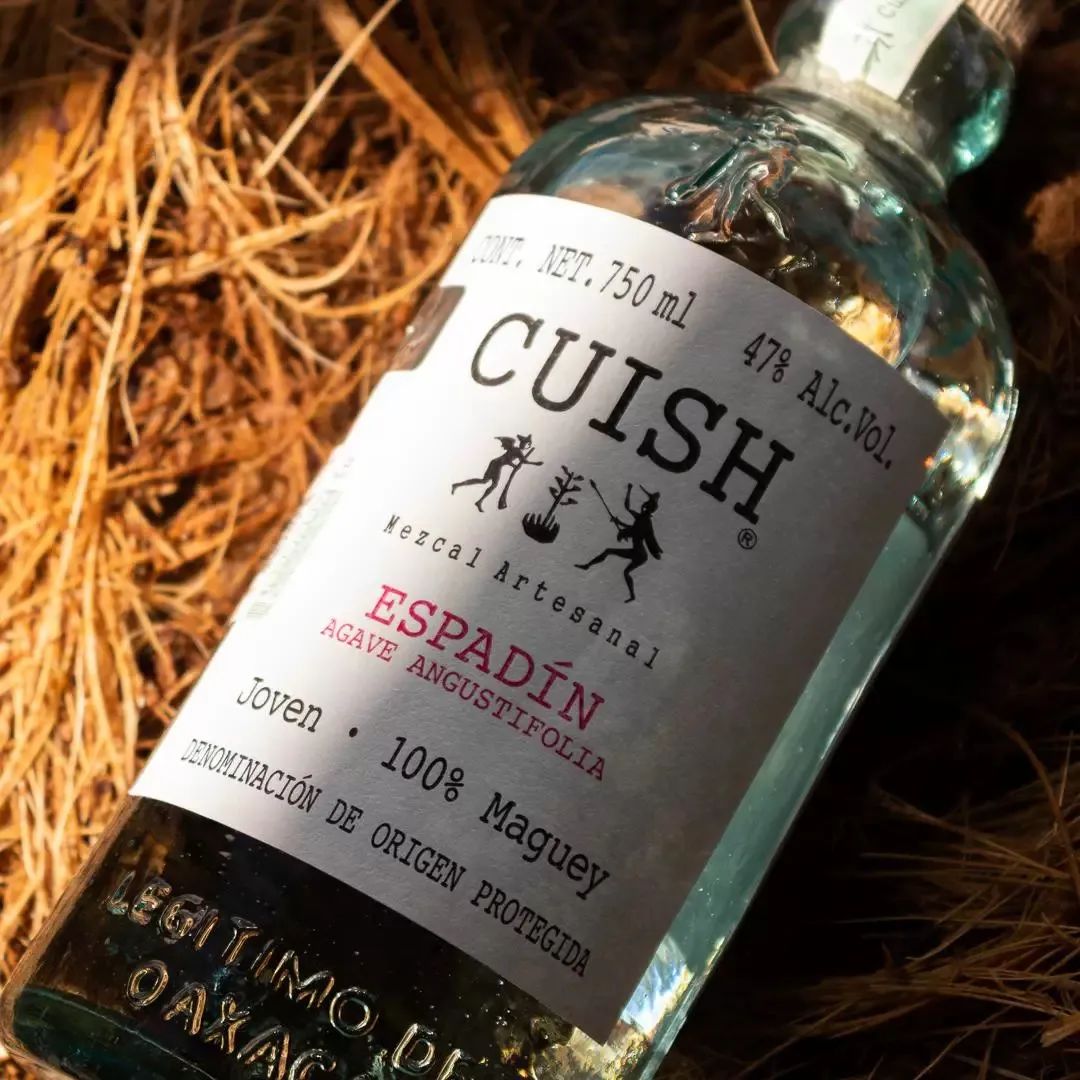 CONT. NET. 750 ml
47% Alc.Vol.
CUISH
®
Mezcal Artesanal
ESPADÍN
AGAVE ANGUSTIFOLIA
Joven • 100% Maguey
DENOMINACIÓN DE ORIGEN PROTEGIDA
LEGITIMO DE